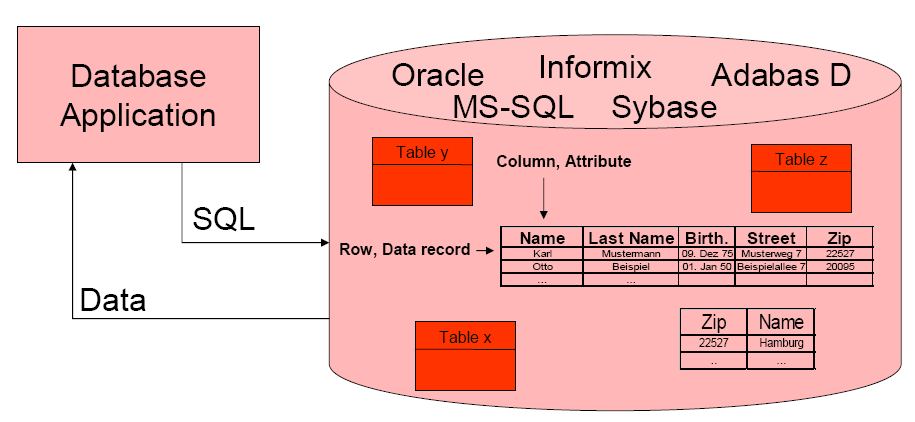 Database
Application
Oracle
Informix
Adabas D
MS-SQL
Sybase
Table y
Column, Attribute
Table z
SQL
Row, Data record
Name Last Name Birth. Street Zip
Karl Mustermann 09. Dez 75 Musterweg 7 22527
Otto Beispiel 01. Jan 50 Beispielallee 7 20095
... ...
Data
Table x
Zip Name
22527 Hamburg
.. ...